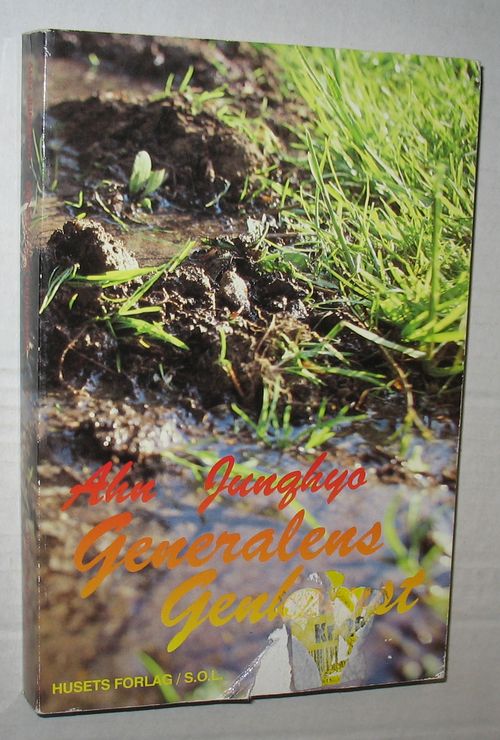 Ahn Junghyo
Generalens
HUSETS FORLAG / S.O.L.